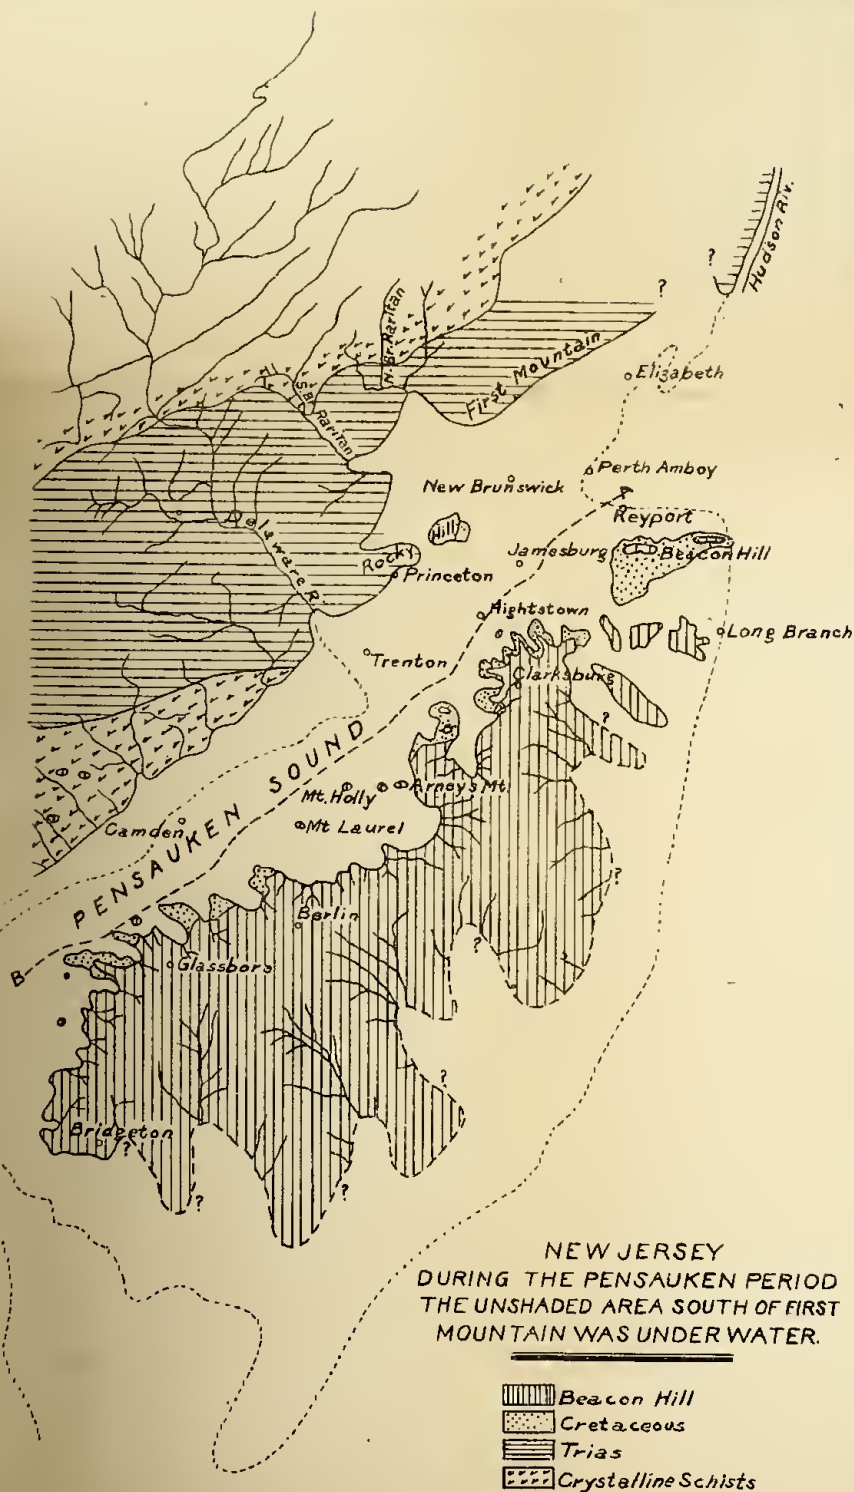 Hudson Riv.
?
?
N. Br. Raritan
First Mountain
Elizabeth
S. Br. Raritan
Perth Amboy
New Brunswick
Keyport
Delaware R.
Hill
Jamesburg
Beacon Hill
Rocky
Princeton
Hightstown
Long Branch
Trenton
Clarksburg
?
PENSAUKEN SOUND
Arneys Mt.
Mt. Holly
Camden
Mt Laurel
?
A
Berlin
?
Glassboro
B
?
Bridgeton
?
?
?
NEW JERSEY
DURING THE PENSAUKEN PERIOD
THE UNSHADED AREA SOUTH OF FIRST
MOUNTAIN WAS UNDER WATER.
Beacon Hill
Cretaceous
Trias
Crystalline Schists